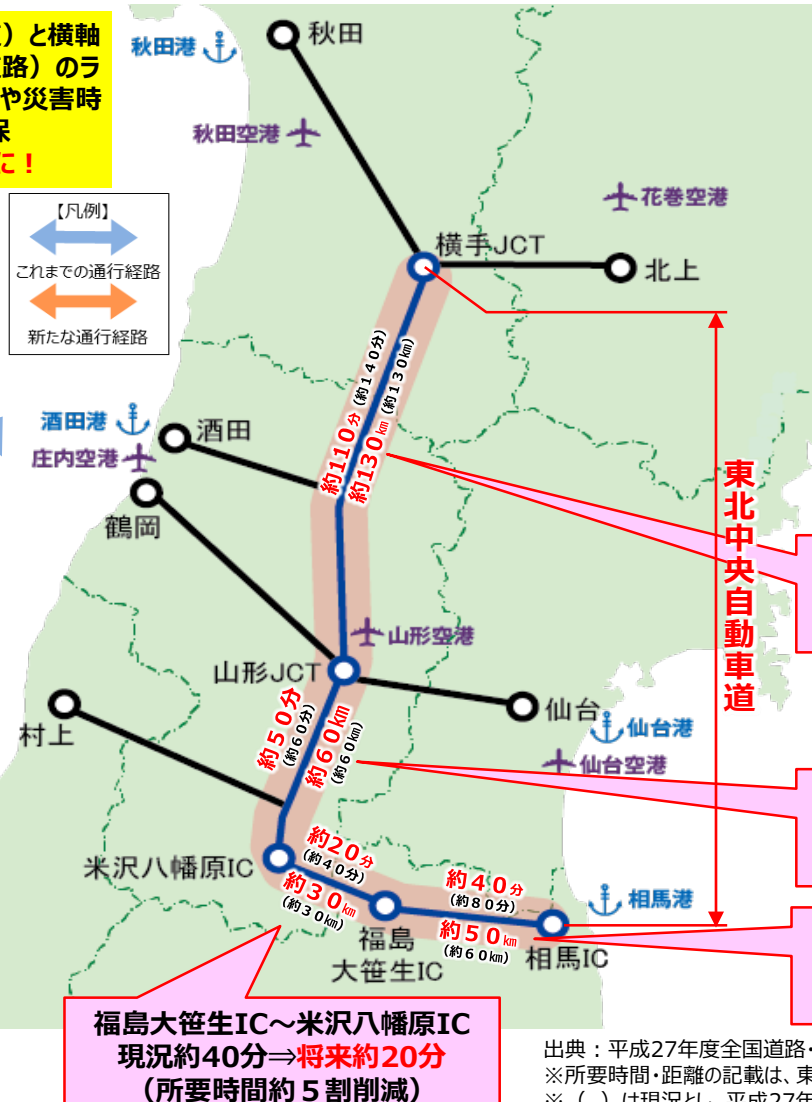 ）と横軸
路）のラ
や災害時
保
に！
【凡例】
これまでの通行経路
新たな通行経路
秋田港
秋田
秋田空港
花巻空港
横手JCT
北上
約110分（約140分）
約130㎞（約130㎞）
酒田港
酒田
庄内空港
鶴岡
東北中央自動車道
山形空港
山形JCT
仙台
仙台港
仙台空港
村上
約50分
（約60分）
約60㎞
（約60㎞）
米沢八幡原IC
約20分
（約40分）
約30㎞
（約30㎞）
約40分
（約80分）
約50㎞
（約60㎞）
相馬港
福島
大笹生IC
相馬IC
福島大笹生IC～米沢八幡原IC
現況約40分⇒将来約20分
（所要時間約５割削減）
出典：平成27年度全国道路・
※所要時間・距離の記載は、東
※（ ）は現況とし、平成27年